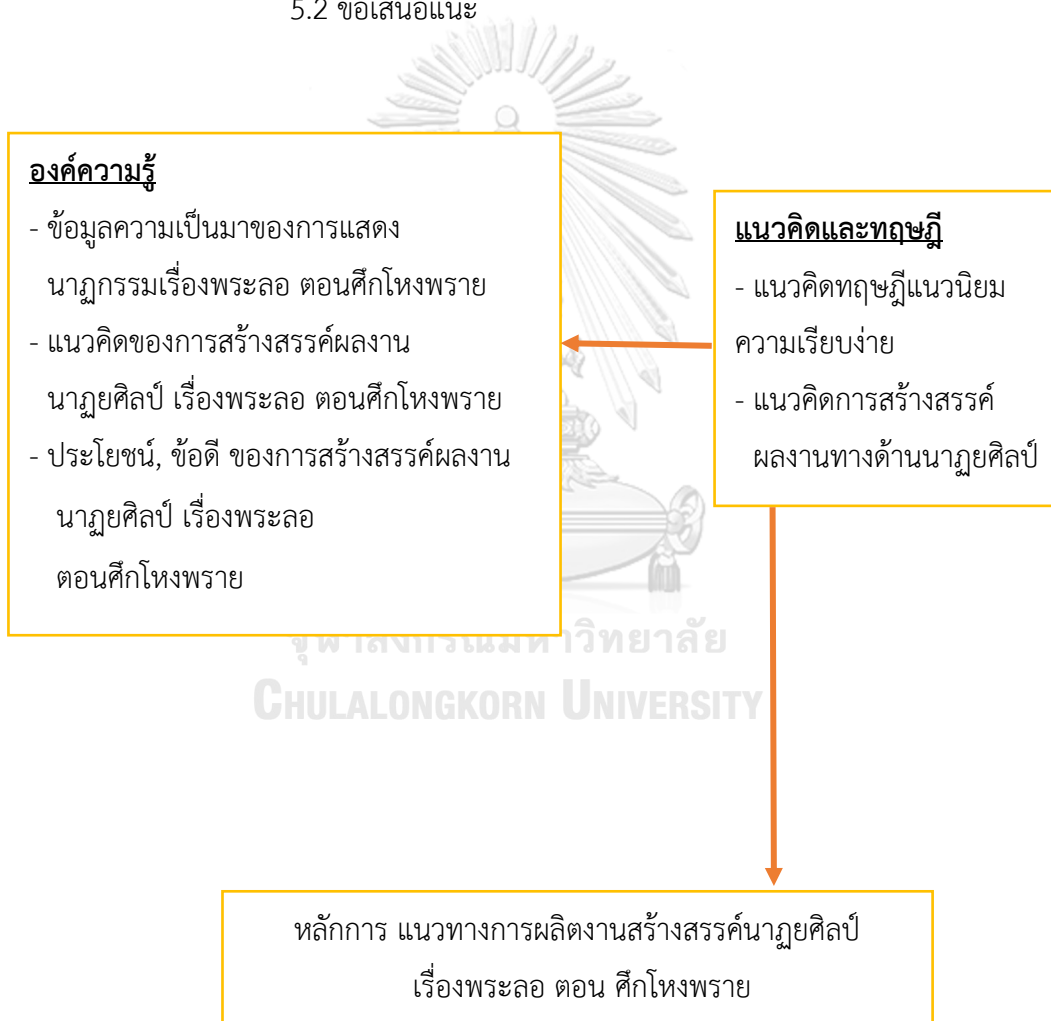 5.2 ข้อเสนอแนะ
องค์ความรู้
- ข้อมูลความเป็นมาของการแสดง
นาฏกรรมเรื่องพระลอ ตอนศึกโหงพราย
- แนวคิดของการสร้างสรรค์ผลงาน
นาฏยศิลป์ เรื่องพระลอ ตอนศึกโหงพราย
- ประโยชน์, ข้อดี ของการสร้างสรรค์ผลงาน
นาฏยศิลป์ เรื่องพระลอ
ตอนศึกโหงพราย
แนวคิดและทฤษฎี
- แนวคิดทฤษฎีแนวนิยม
ความเรียบง่าย
- แนวคิดการสร้างสรรค์
ผลงานทางด้านนาฏยศิลป์
จุฬาลงกรณ์มหาวิทยาลัย
CHULALONGKORN UNIVERSITY
หลักการ แนวทางการผลิตงานสร้างสรรค์นาฏยศิลป์
เรื่องพระลอ ตอน ศึกโหงพราย